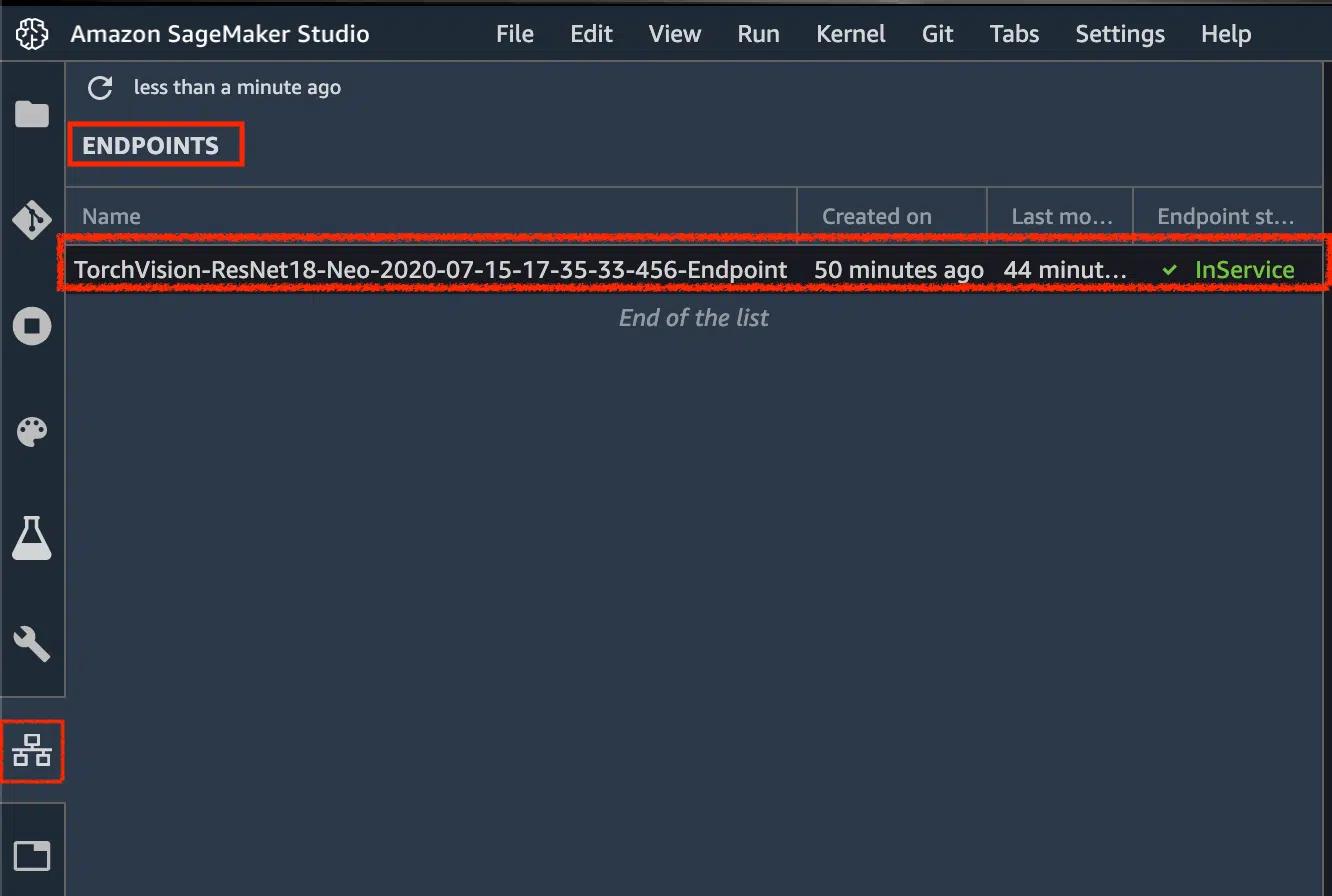 Amazon SageMaker Studio File Edit View Run Kernel Git Tabs Settings Help
less than a minute ago
ENDPOINTS
Name Created on Last mo... Endpoint st...
TorchVision-ResNet18-Neo-2020-07-15-17-35-33-456-Endpoint 50 minutes ago 44 minut... InService
End of the list